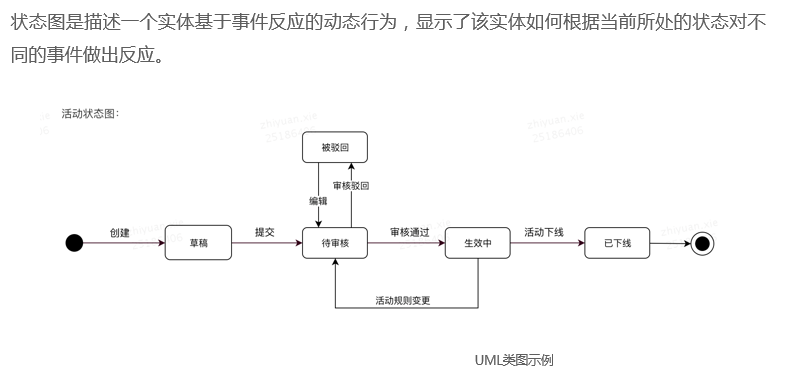 状态图是描述一个实体基于事件反应的动态行为，显示了该实体如何根据当前所处的状态对不
同的事件做出反应。
活动状态图：
zhiyuan.xie
25186406
被驳回
编辑
审核驳回
创建
草稿
提交
待审核
审核通过
生效中
活动下线
已下线
活动规则变更
UML类图示例